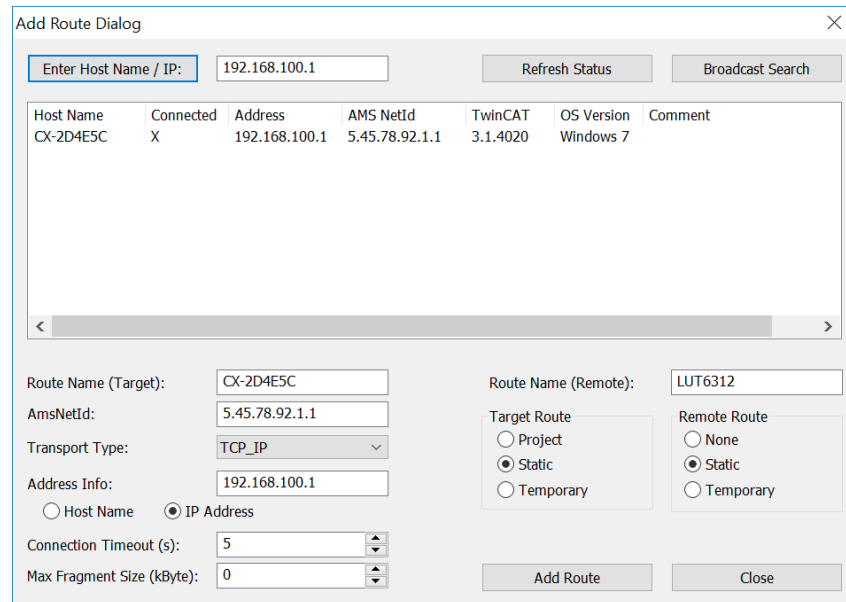 Add Route Dialog
Enter Host Name / IP: 192.168.100.1 Refresh Status Broadcast Search
Host Name Connected Address AMS NetId TwinCAT OS Version Comment
CX-2D4E5C X 192.168.100.1 5.45.78.92.1.1 3.1.4020 Windows 7
Route Name (Target): CX-2D4E5C Route Name (Remote): LUT6312
AmsNetId: 5.45.78.92.1.1 Target Route Remote Route
Project None
Transport Type: TCP_IP
Static Static
Address Info: 192.168.100.1
Temporary Temporary
Host Name IP Address
Connection Timeout (s): 5
Max Fragment Size (kByte): 0 Add Route Close